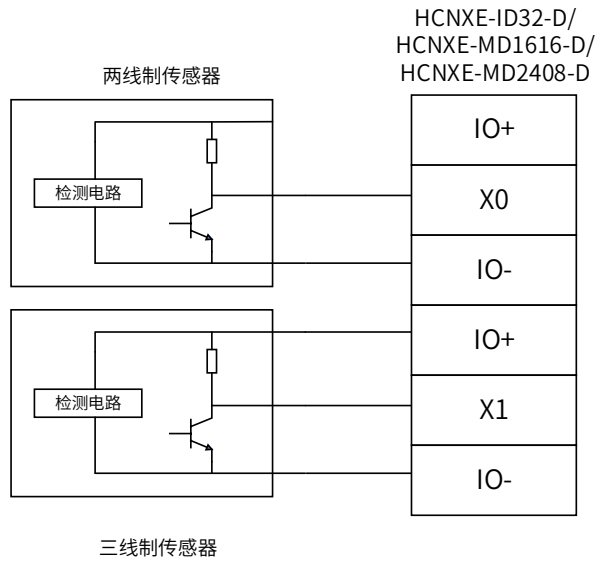 HCNXE-ID32-D/
HCNXE-MD1616-D/
HCNXE-MD2408-D
两线制传感器
IO+
检测电路
X0
IO-
IO+
检测电路
X1
IO-
三线制传感器